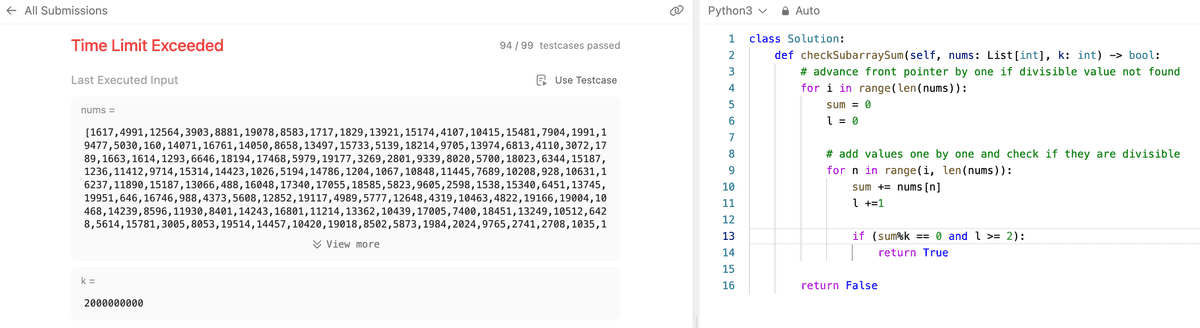 ← All Submissions
Time Limit Exceeded
94 / 99 testcases passed
Last Executed Input
Use Testcase
nums =
[1617,4991,12564,3903,8881,19078,8583,1717,1829,13921,15174,4107,10415,15481,7904,1991,1
9477,5030,160,14071,16761,14050,8658,13497,15733,5139,18214,9705,13974,6813,4110,3072,17
89,1663,1614,1293,6646,18194,17468,5979,19177,3269,2801,9339,8020,5700,18023,6344,15187,
1236,11412,9714,15314,14423,1026,5194,14786,1204,1067,10848,11445,7689,10208,928,10631,1
6237,11890,15187,13066,488,16048,17340,17055,18585,5823,9605,2598,1538,15340,6451,13745,
19951,646,16746,988,4373,5608,12852,19117,4989,5777,12648,4319,10463,4822,19166,19004,10
468,14239,8596,11930,8401,14243,16801,11214,13362,10439,17005,7400,18451,13249,10512,642
8,5614,15781,3005,8053,19514,14457,10420,19018,8502,5873,1984,2024,9765,2741,2708,1035,1
View more
k =
2000000000
Python3
Auto
1 class Solution:
2 def checkSubarraySum(self, nums: List[int], k: int) -> bool:
3 # advance front pointer by one if divisible value not found
4 for i in range(len(nums)):
5 sum = 0
6 l = 0
7
8 # add values one by one and check if they are divisible
9 for n in range(i, len(nums)):
10 sum += nums[n]
11 l +=1
12
13 if (sum%k == 0 and l >= 2):
14 return True
15
16 return False